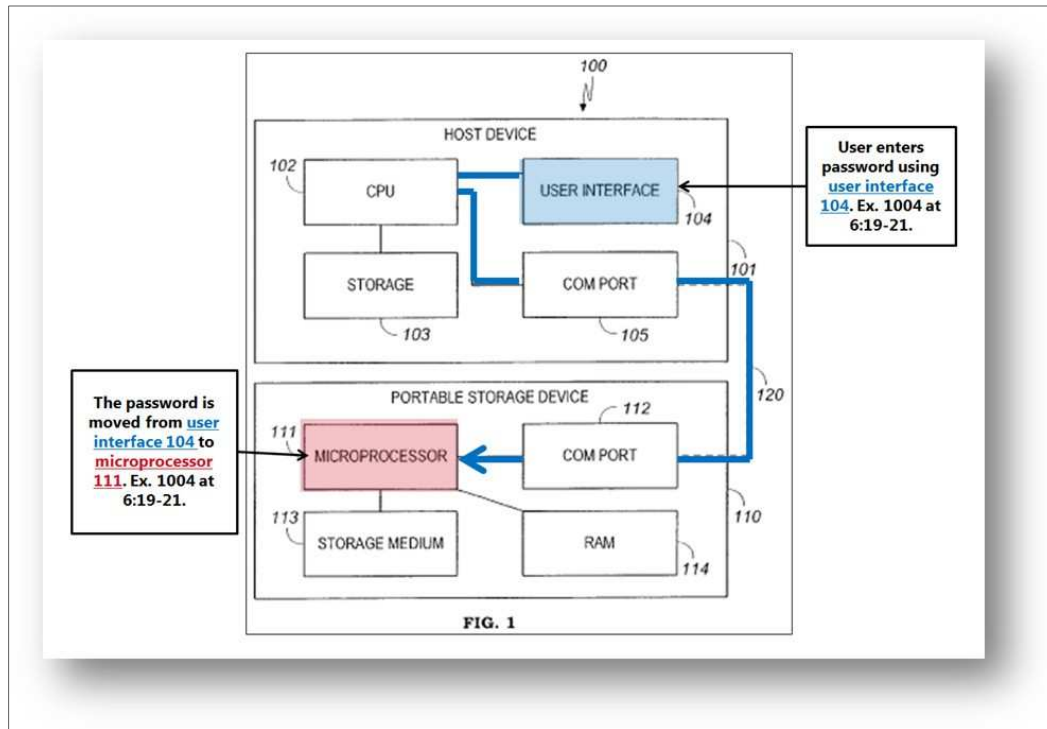 100
HOST DEVICE
102
CPU
USER INTERFACE
104
User enters
password using
user interface
104. Ex. 1004 at
6:19-21.
101
STORAGE
103
COM PORT
105
120
The password is
moved from user
interface 104 to
microprocessor
111. Ex. 1004 at
6:19-21.
PORTABLE STORAGE DEVICE
111
MICROPROCESSOR
112
COM PORT
110
113
STORAGE MEDIUM
RAM
114
FIG. 1